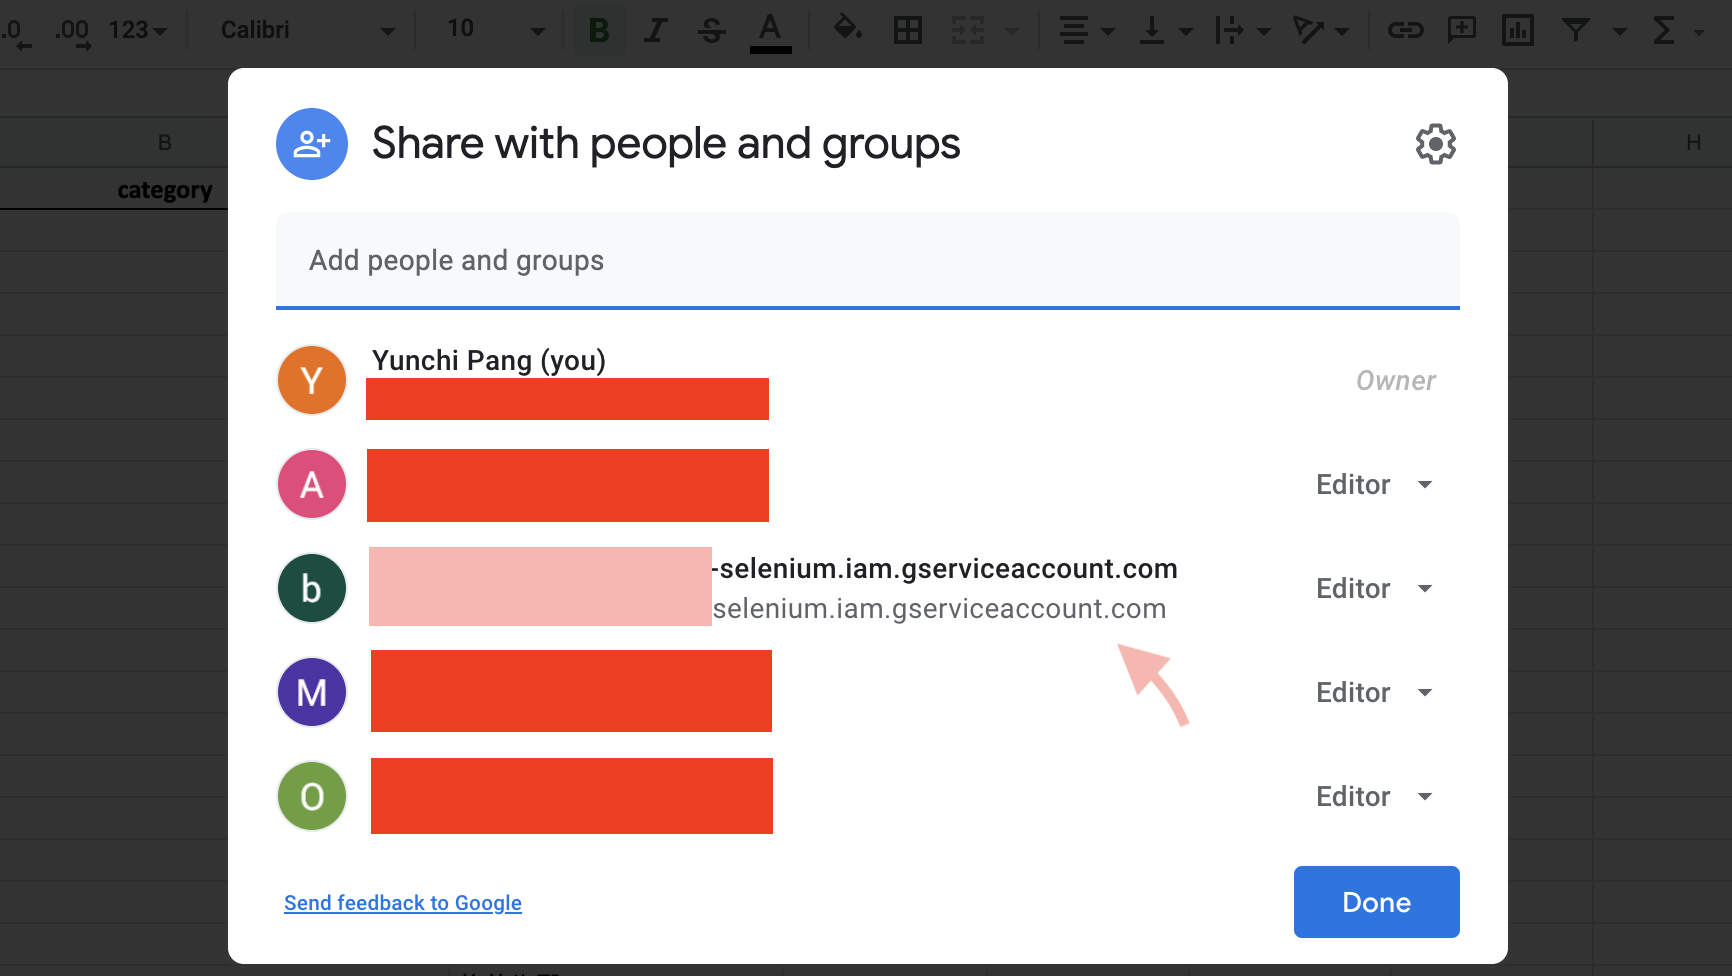 .0 .00 123 Calibri 10 B I S A
B H
category
Share with people and groups
Add people and groups
Y Yunchi Pang (you) Owner
A Editor
b -selenium.iam.gserviceaccount.com Editor
selenium.iam.gserviceaccount.com
M Editor
O Editor
Send feedback to Google Done